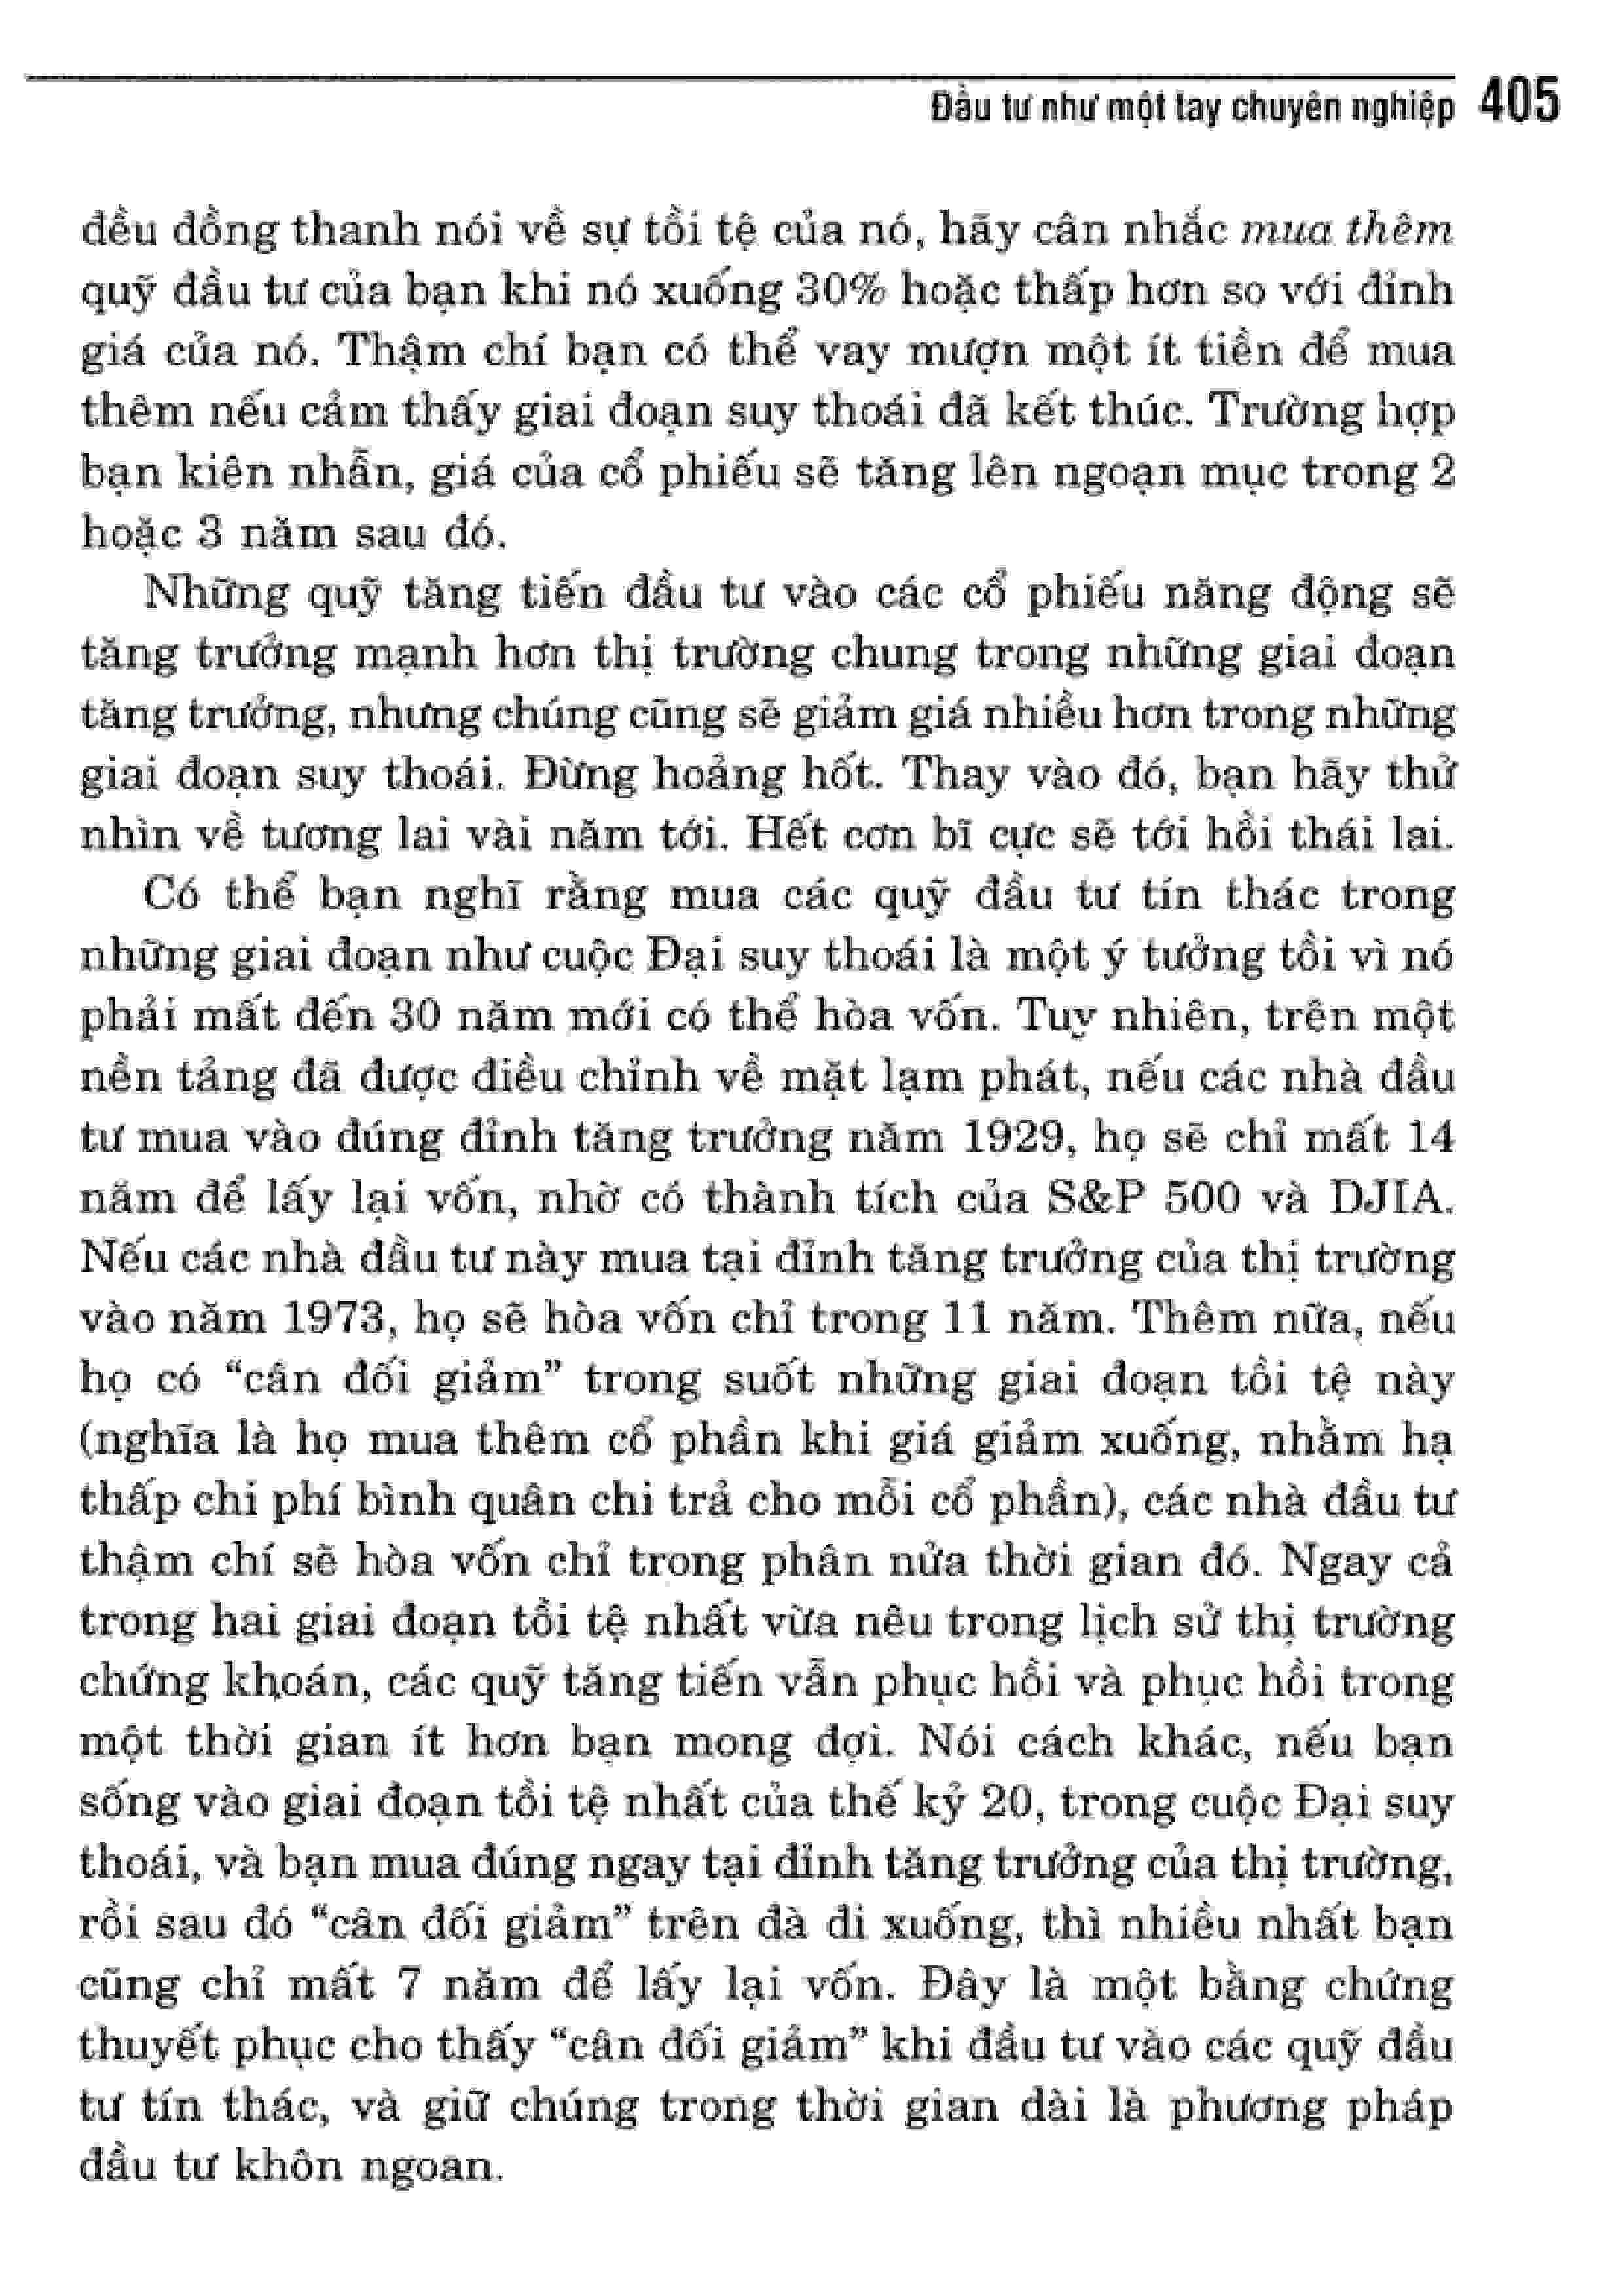 Đầu tư như một tay chuyên nghiệp 405
đều đồng thanh nói về sự tồi tệ của nó, hãy cân nhắc mua thêm
quỹ đầu tư của bạn khi nó xuống 30% hoặc thấp hơn so với đỉnh
giá của nó. Thậm chí bạn có thể vay mượn một ít tiền để mua
thêm nếu cảm thấy giai đoạn suy thoái đã kết thúc. Trường hợp
bạn kiên nhẫn, giá của cổ phiếu sẽ tăng lên ngoạn mục trong 2
hoặc 3 năm sau đó.
Những quỹ tăng tiến đầu tư vào các cổ phiếu năng động sẽ
tăng trưởng mạnh hơn thị trường chung trong những giai đoạn
tăng trưởng, nhưng chúng cũng sẽ giảm giá nhiều hơn trong những
giai đoạn suy thoái. Đừng hoảng hốt. Thay vào đó, bạn hãy thử
nhìn về tương lai vài năm tới. Hết cơn bĩ cực sẽ tới hồi thái lai.
Có thể bạn nghĩ rằng mua các quỹ đầu tư tín thác trong
những giai đoạn như cuộc Đại suy thoái là một ý tưởng tồi vì nó
phải mất đến 30 năm mới có thể hòa vốn. Tuy nhiên, trên một
nền tảng đã được điều chỉnh về mặt lạm phát, nếu các nhà đầu
tư mua vào đúng đỉnh tăng trưởng năm 1929, họ sẽ chỉ mất 14
năm để lấy lại vốn, nhờ có thành tích của S&P 500 và DJIA.
Nếu các nhà đầu tư này mua tại đỉnh tăng trưởng của thị trường
vào năm 1973, họ sẽ hòa vốn chỉ trong 11 năm. Thêm nữa, nếu
họ có “cân đối giảm” trong suốt những giai đoạn tồi tệ này
(nghĩa là họ mua thêm cổ phần khi giá giảm xuống, nhằm hạ
thấp chi phí bình quân chi trả cho mỗi cổ phần), các nhà đầu tư
thậm chí sẽ hòa vốn chỉ trong phân nửa thời gian đó. Ngay cả
trong hai giai đoạn tồi tệ nhất vừa nêu trong lịch sử thị trường
chứng khoán, các quỹ tăng tiến vẫn phục hồi và phục hồi trong
một thời gian ít hơn bạn mong đợi. Nói cách khác, nếu bạn
sống vào giai đoạn tồi tệ nhất của thế kỷ 20, trong cuộc Đại suy
thoái, và bạn mua đúng ngay tại đỉnh tăng trưởng của thị trường,
rồi sau đó “cân đối giảm” trên đà đi xuống, thì nhiều nhất bạn
cũng chỉ mất 7 năm để lấy lại vốn. Đây là một bằng chứng
thuyết phục cho thấy “cân đối giảm” khi đầu tư vào các quỹ đầu
tư tín thác, và giữ chúng trong thời gian dài là phương pháp
đầu tư khôn ngoan.